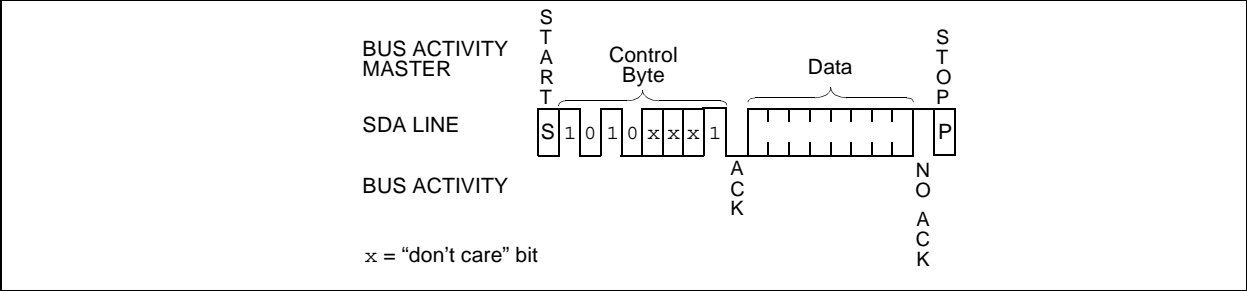 START
BUS ACTIVITY
MASTER
Control
Byte
Data
STOP
SDA LINE
S 1 0 1 0 x x x 1
P
BUS ACTIVITY
ACK
NO ACK
x = “don’t care” bit